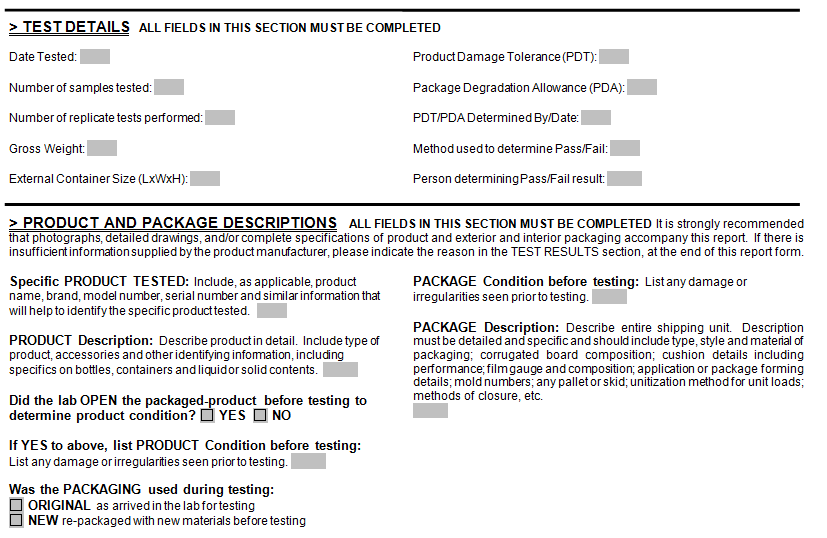 > TEST DETAILS ALL FIELDS IN THIS SECTION MUST BE COMPLETED
Date Tested:
Number of samples tested:
Number of replicate tests performed:
Gross Weight:
External Container Size (LxWxH):
Product Damage Tolerance (PDT):
Package Degradation Allowance (PDA):
PDT/PDA Determined By/Date:
Method used to determine Pass/Fail:
Person determining Pass/Fail result:
> PRODUCT AND PACKAGE DESCRIPTIONS ALL FIELDS IN THIS SECTION MUST BE COMPLETED It is strongly recommended
that photographs, detailed drawings, and/or complete specifications of product and exterior and interior packaging accompany this report. If there is
insufficient information supplied by the product manufacturer, please indicate the reason in the TEST RESULTS section, at the end of this report form.
Specific PRODUCT TESTED: Include, as applicable, product
name, brand, model number, serial number and similar information that
will help to identify the specific product tested.
PRODUCT Description: Describe product in detail. Include type of
product, accessories and other identifying information, including
specifics on bottles, containers and liquid or solid contents.
Did the lab OPEN the packaged-product before testing to
determine product condition? YES NO
If YES to above, list PRODUCT Condition before testing:
List any damage or irregularities seen prior to testing.
Was the PACKAGING used during testing:
ORIGINAL as arrived in the lab for testing
NEW re-packaged with new materials before testing
PACKAGE Condition before testing: List any damage or
irregularities seen prior to testing.
PACKAGE Description: Describe entire shipping unit. Description
must be detailed and specific and should include type, style and material of
packaging; corrugated board composition; cushion details including
performance; film gauge and composition; application or package forming
details; mold numbers; any pallet or skid; unitization method for unit loads;
methods of closure, etc.